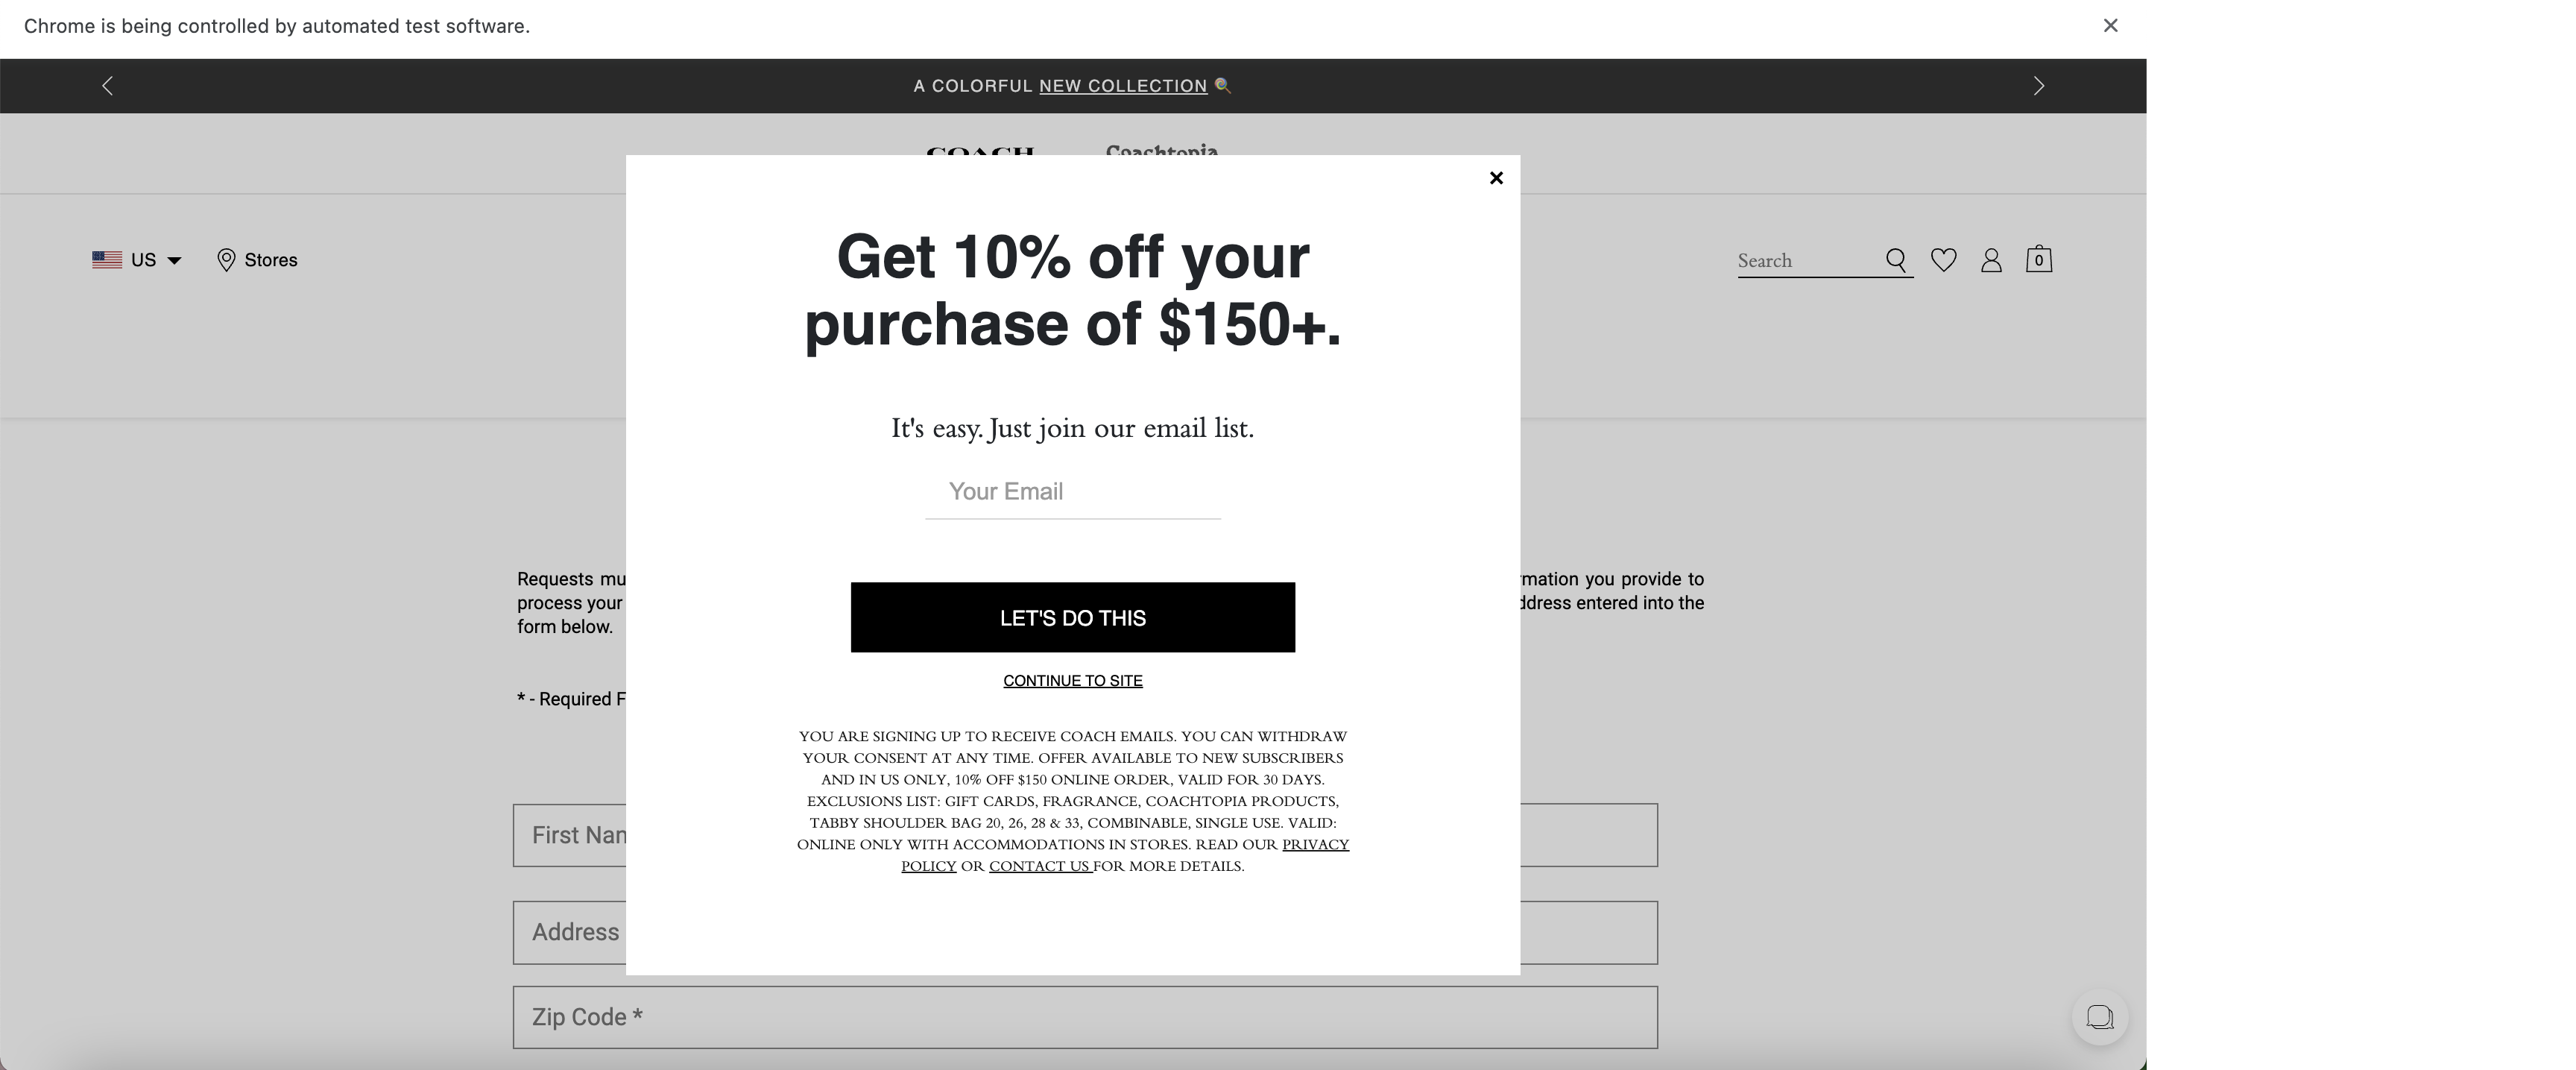 Chrome is being controlled by automated test software.
A COLORFUL NEW COLLECTION
COACH
Coachtopia
US
Stores
Search
0
Get 10% off your
purchase of $150+.
It's easy. Just join our email list.
Your Email
LET'S DO THIS
CONTINUE TO SITE
YOU ARE SIGNING UP TO RECEIVE COACH EMAILS. YOU CAN WITHDRAW
YOUR CONSENT AT ANY TIME. OFFER AVAILABLE TO NEW SUBSCRIBERS
AND IN US ONLY, 10% OFF $150 ONLINE ORDER, VALID FOR 30 DAYS.
EXCLUSIONS LIST: GIFT CARDS, FRAGRANCE, COACHTOPIA PRODUCTS,
TABBY SHOULDER BAG 20, 26, 28 & 33, COMBINABLE, SINGLE USE. VALID:
ONLINE ONLY WITH ACCOMMODATIONS IN STORES. READ OUR PRIVACY
POLICY OR CONTACT US FOR MORE DETAILS.
Requests mu
rmation you provide to
process your
ddress entered into the
form below.
* - Required F
First Nan
Address
Zip Code *